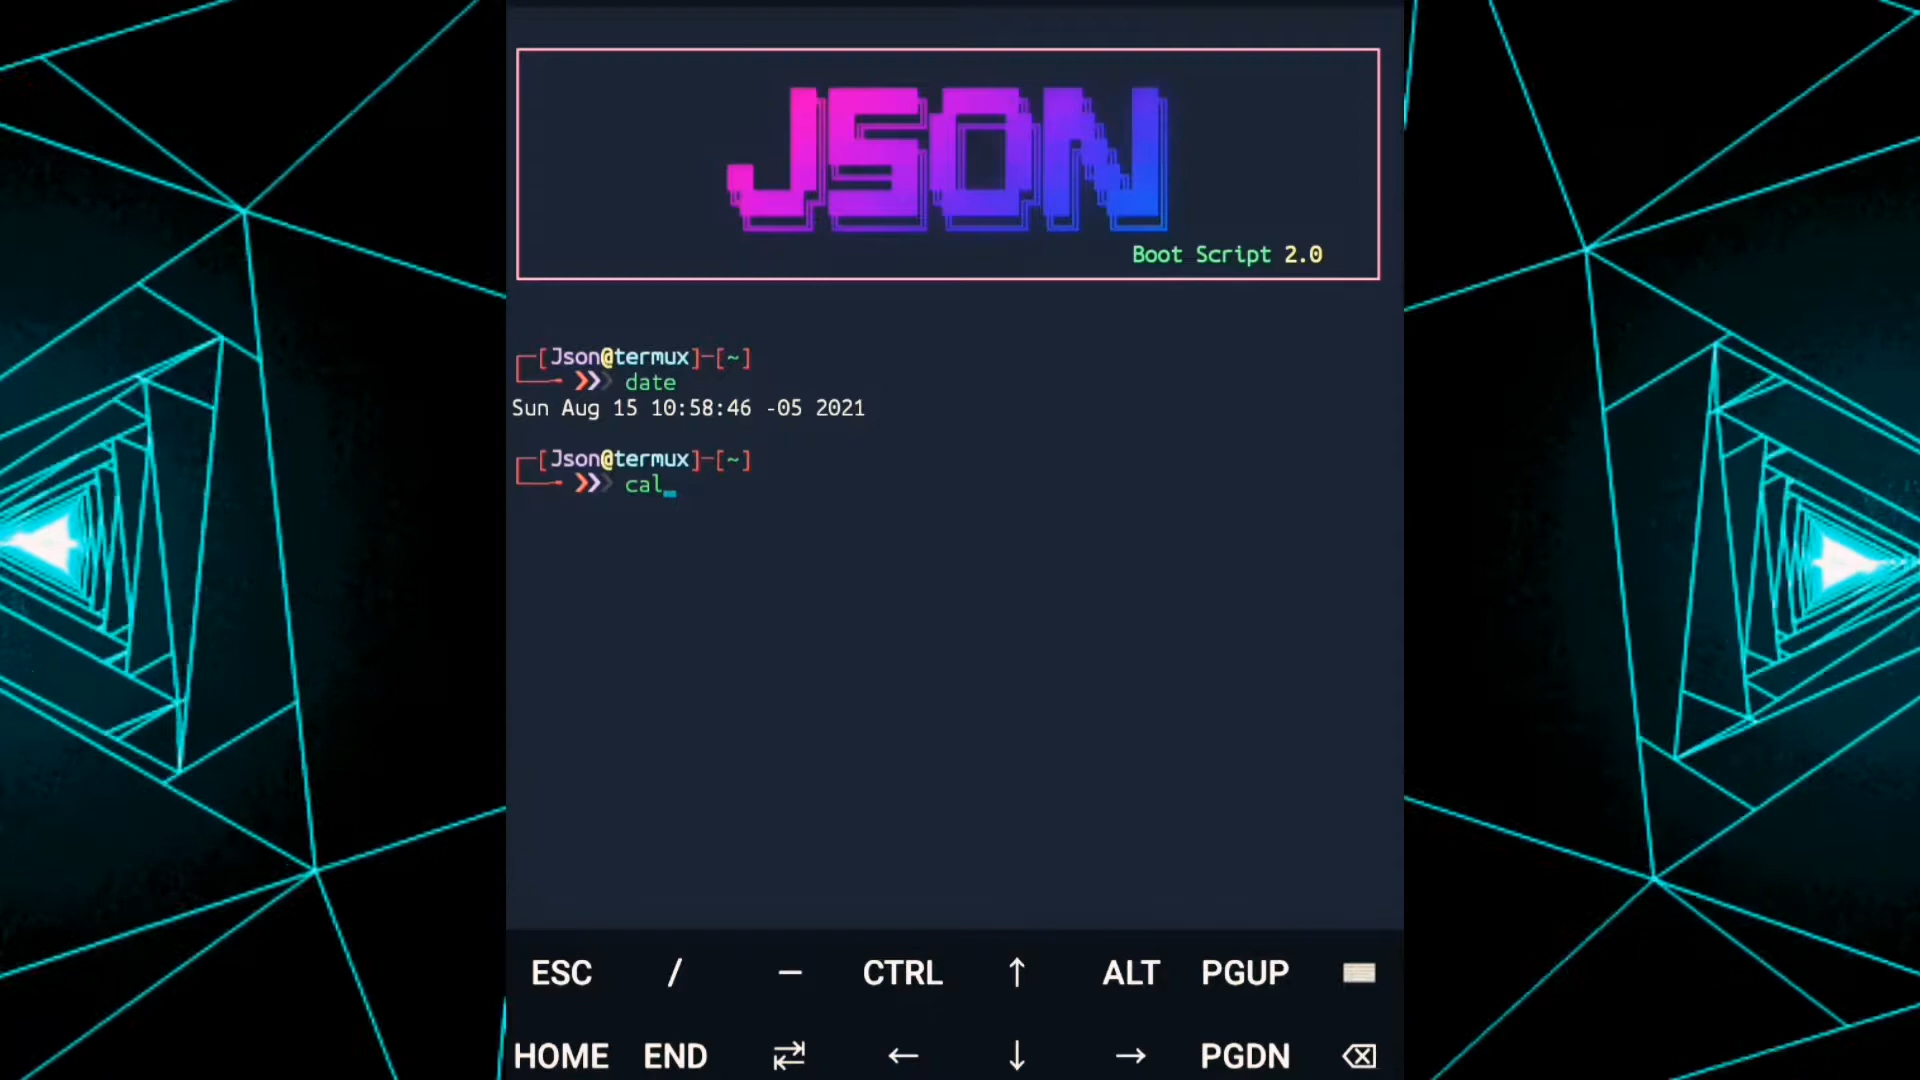 JSON
Boot Script 2.0
┌─[Json@termux]─[~]
└──╼ ❯❯❯ date
Sun Aug 15 10:58:46 -05 2021
┌─[Json@termux]─[~]
└──╼ ❯❯❯ cal_
ESC / — CTRL ↑ ALT PGUP
HOME END ⇄ ← ↓ → PGDN ⌫